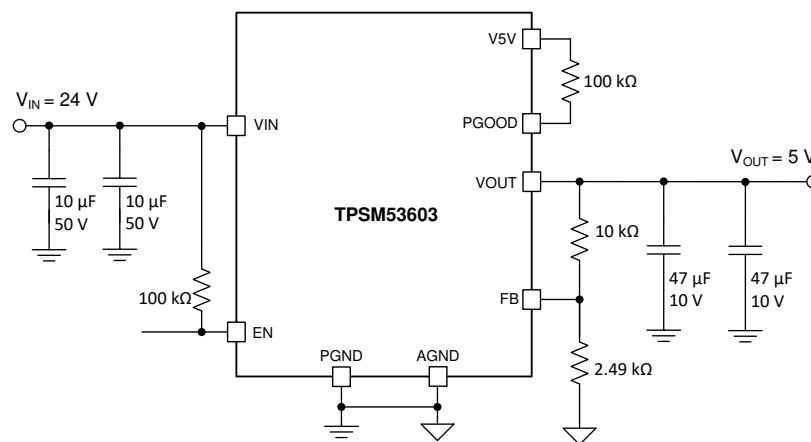 V5V
100 kΩ
VIN = 24 V
VIN
PGOOD
VOUT = 5 V
VOUT
10 µF
50 V
10 µF
50 V
TPSM53603
10 kΩ
47 µF
10 V
47 µF
10 V
100 kΩ
FB
EN
PGND
AGND
2.49 kΩ